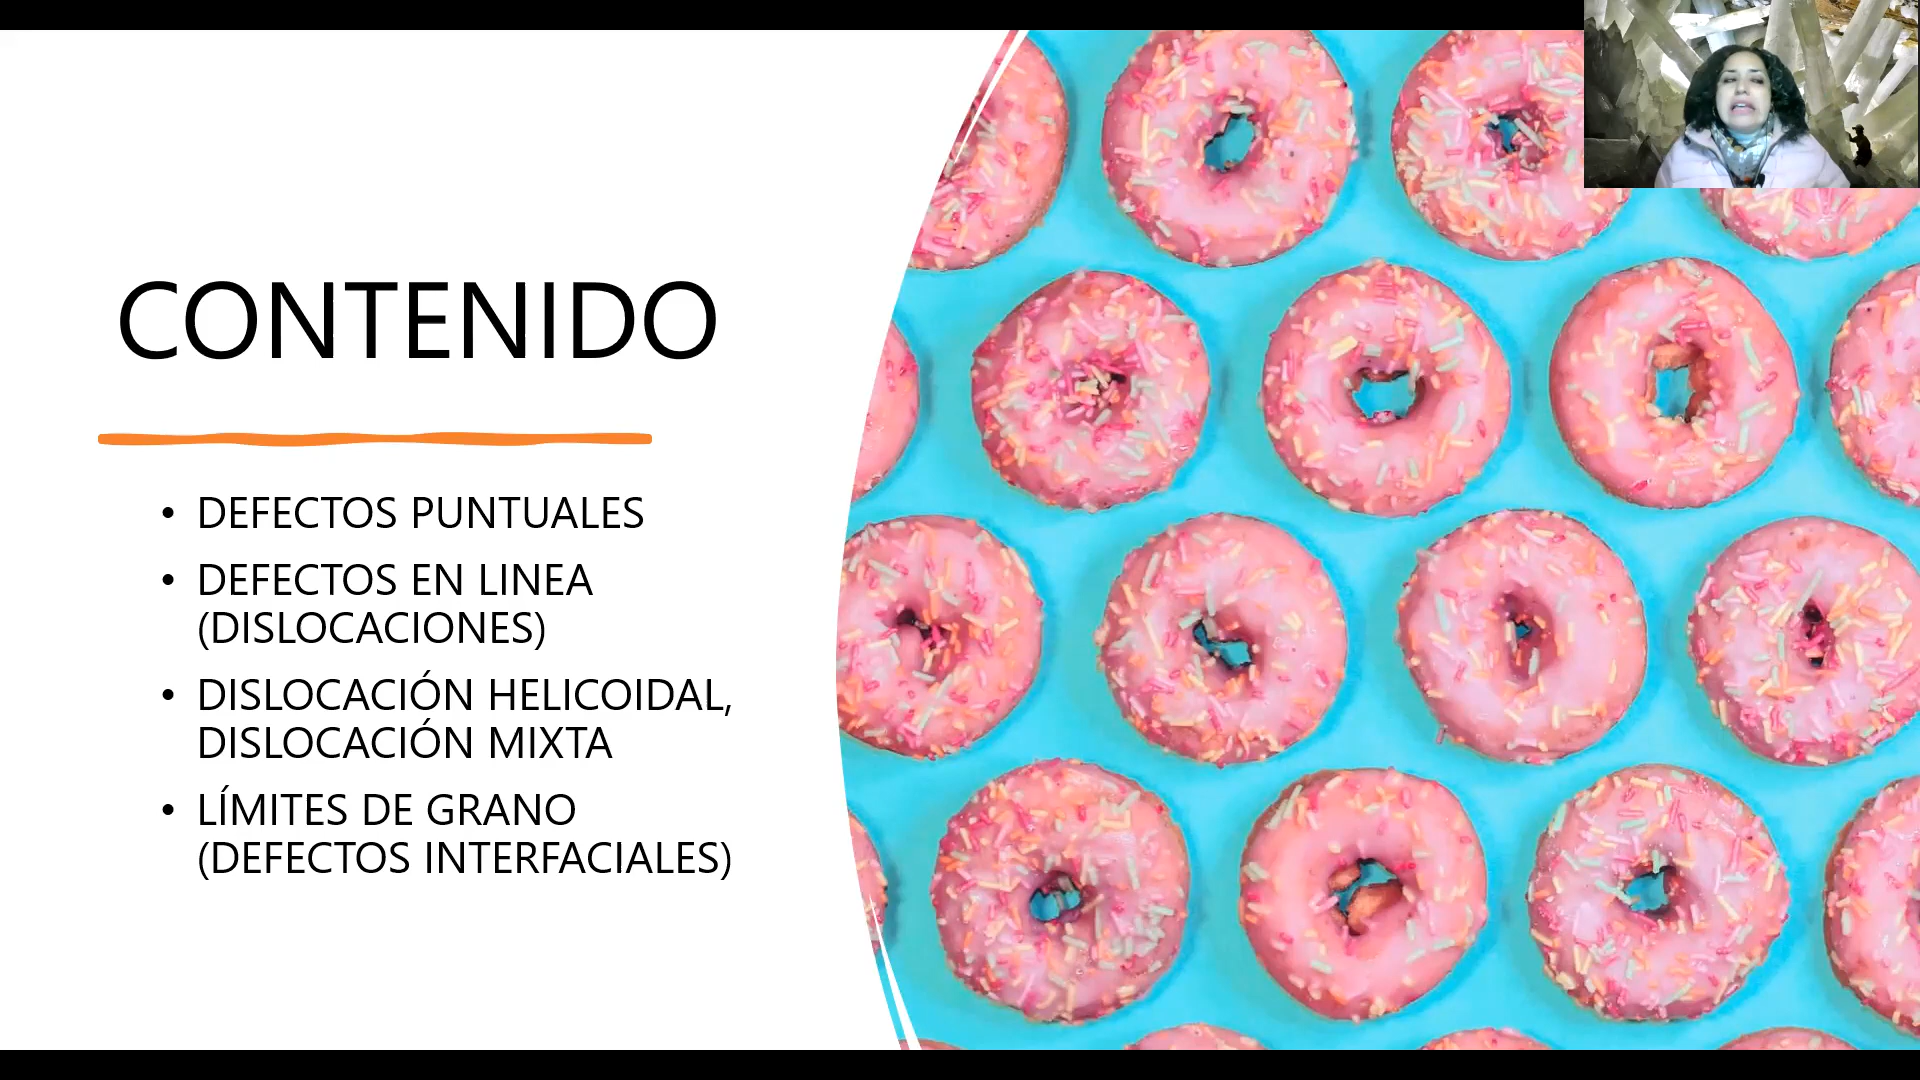 CONTENIDO
• DEFECTOS PUNTUALES
• DEFECTOS EN LINEA
(DISLOCACIONES)
• DISLOCACIÓN HELICOIDAL,
DISLOCACIÓN MIXTA
• LÍMITES DE GRANO
(DEFECTOS INTERFACIALES)